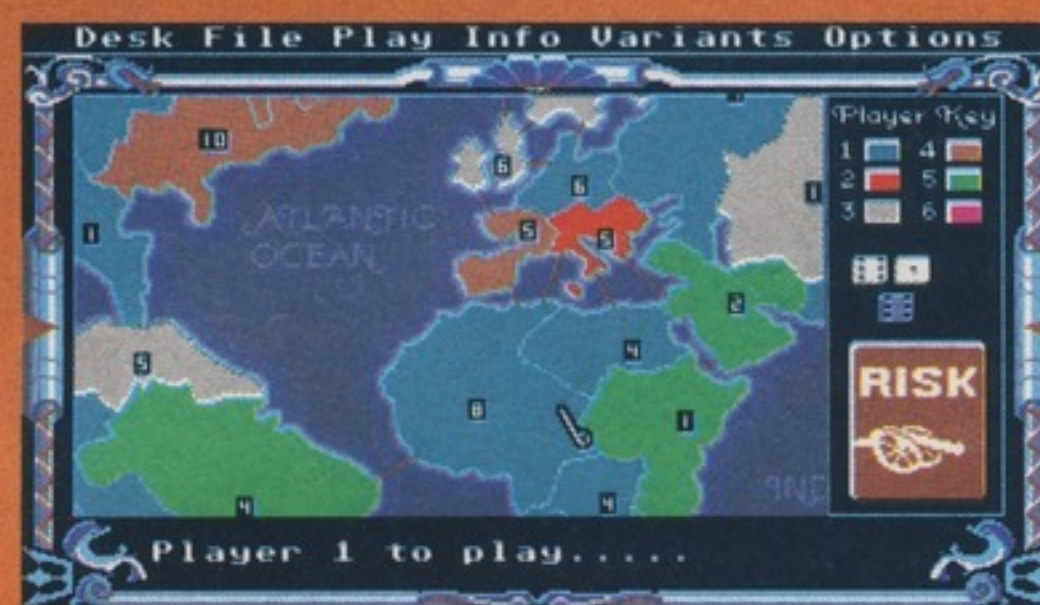 Desk File Play Info Variants Options
Player Key
1 4
2 5
3 6
10
6
6
1
1
ATLANTIC
OCEAN
5
5
2
5
4
8
1
4
4
RISK
Player 1 to play.....